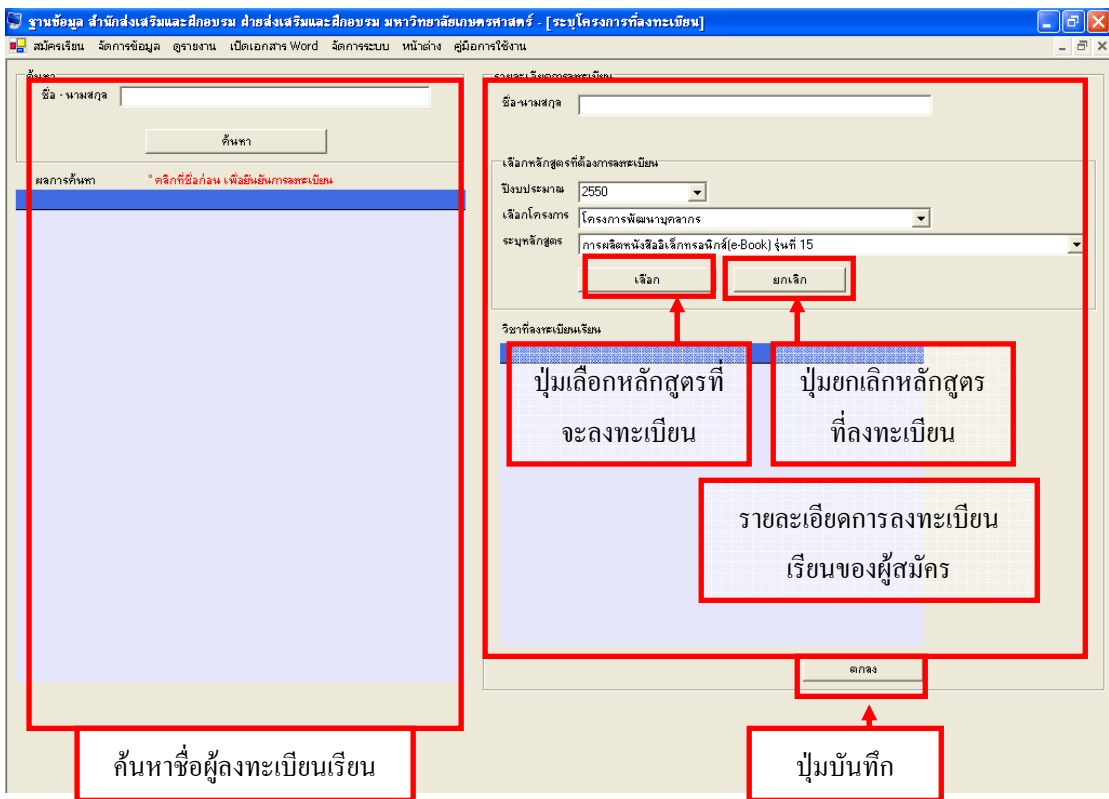 ฐานข้อมูล สำนักส่งเสริมและฝึกอบรม ฝ่ายส่งเสริมและฝึกอบรม มหาวิทยาลัยเกษตรศาสตร์ - [ระบุโครงการที่ลงทะเบียน]
สมัครเรียน จัดการข้อมูล ดูรายงาน เปิดเอกสาร Word จัดการระบบ หน้าต่าง คู่มือการใช้งาน
ค้นหา
ชื่อ - นามสกุล
ค้นหา
ผลการค้นหา * คลิกที่ชื่อก่อน เพื่อยืนยันการลงทะเบียน
รายละเอียดการลงทะเบียน
ชื่อ-นามสกุล
เลือกหลักสูตรที่ต้องการลงทะเบียน
ปีงบประมาณ 2550
เลือกโครงการ โครงการพัฒนาบุคลากร
ระบุหลักสูตร การผลิตหนังสืออิเล็กทรอนิกส์(e-Book) รุ่นที่ 15
เลือก ยกเลิก
วิชาที่ลงทะเบียนเรียน
ปุ่มเลือกหลักสูตรที่
จะลงทะเบียน
ปุ่มยกเลิกหลักสูตร
ที่ลงทะเบียน
รายละเอียดการลงทะเบียน
เรียนของผู้สมัคร
ตกลง
ค้นหาชื่อผู้ลงทะเบียนเรียน
ปุ่มบันทึก